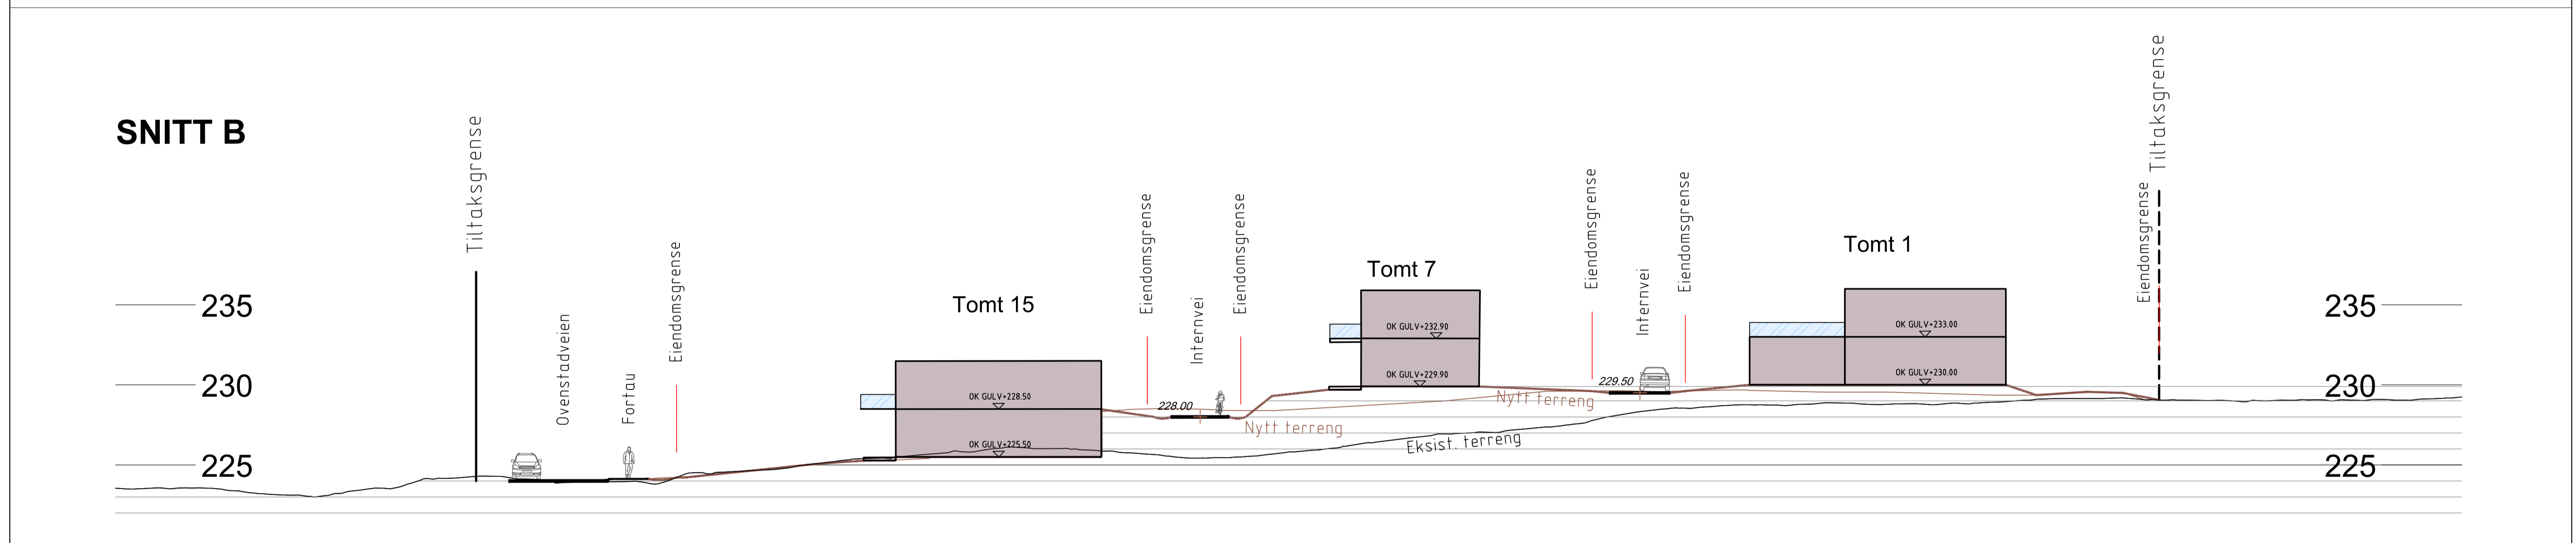 SNITT B
Tiltaksgrense
Ovenstadveien
Fortau
Eiendomsgrense
Tomt 15
Eiendomsgrense
Internvei
Eiendomsgrense
Tomt 7
Eiendomsgrense
Internvei
Eiendomsgrense
Tomt 1
Eiendomsgrense
Tiltaksgrense
235
230
225
OK GULV+228.50
OK GULV+225.50
228.00
Nytt terreng
OK GULV+232.90
OK GULV+229.90
Eksist. terreng
Nytt terreng
229.50
OK GULV+233.00
OK GULV+230.00
235
230
225